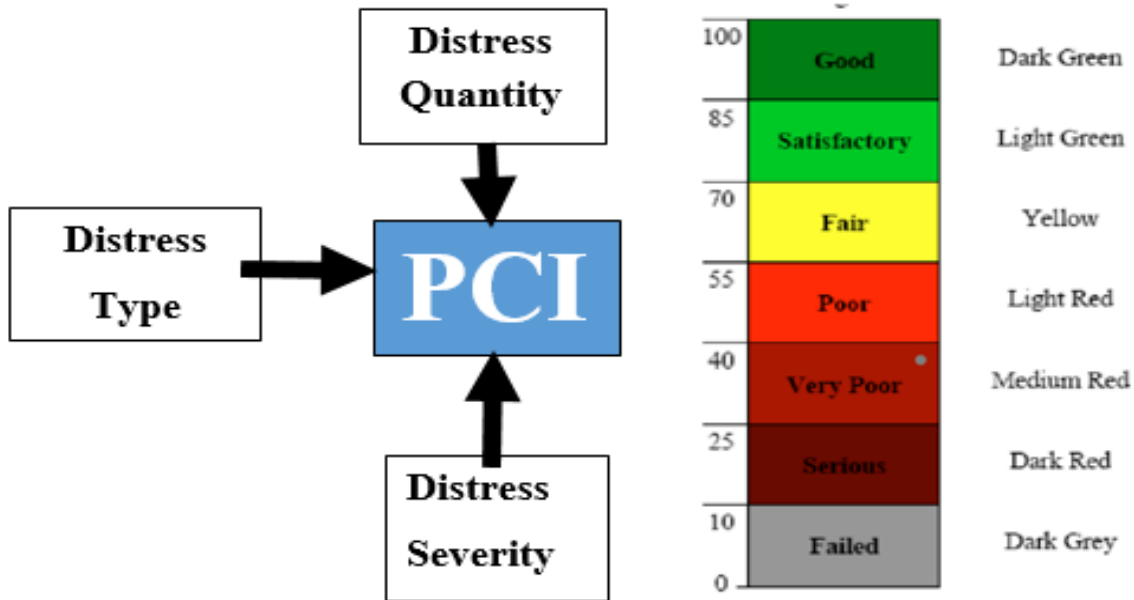 Distress
Quantity
Distress
Type
PCI
Distress
Severity
100
Good
Dark Green
85
Satisfactory
Light Green
70
Fair
Yellow
55
Poor
Light Red
40
Very Poor
Medium Red
25
Serious
Dark Red
10
Failed
Dark Grey
0